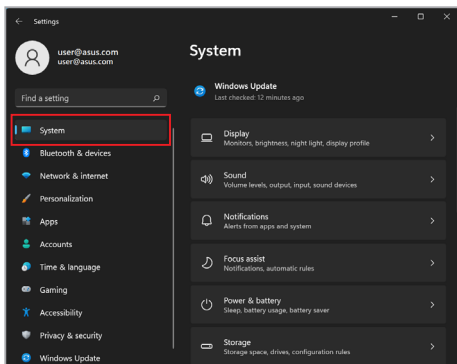 Settings
user@asus.com
user@asus.com
Find a setting
System
Bluetooth & devices
Network & internet
Personalization
Apps
Accounts
Time & language
Gaming
Accessibility
Privacy & security
Windows Update
System
Windows Update
Last checked: 12 minutes ago
Display
Monitors, brightness, night light, display profile
Sound
Volume levels, output, input, sound devices
Notifications
Alerts from apps and system
Focus assist
Notifications, automatic rules
Power & battery
Sleep, battery usage, battery saver
Storage
Storage space, drives, configuration rules